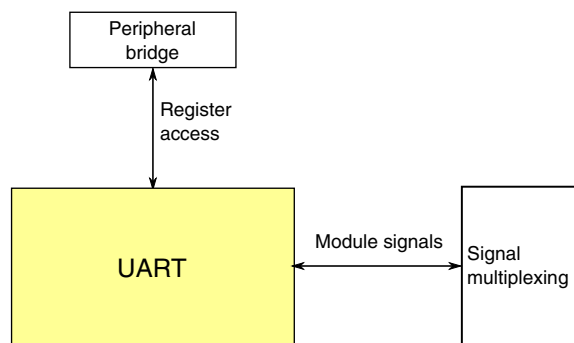 Peripheral
bridge
Register
access
UART
Module signals
Signal
multiplexing